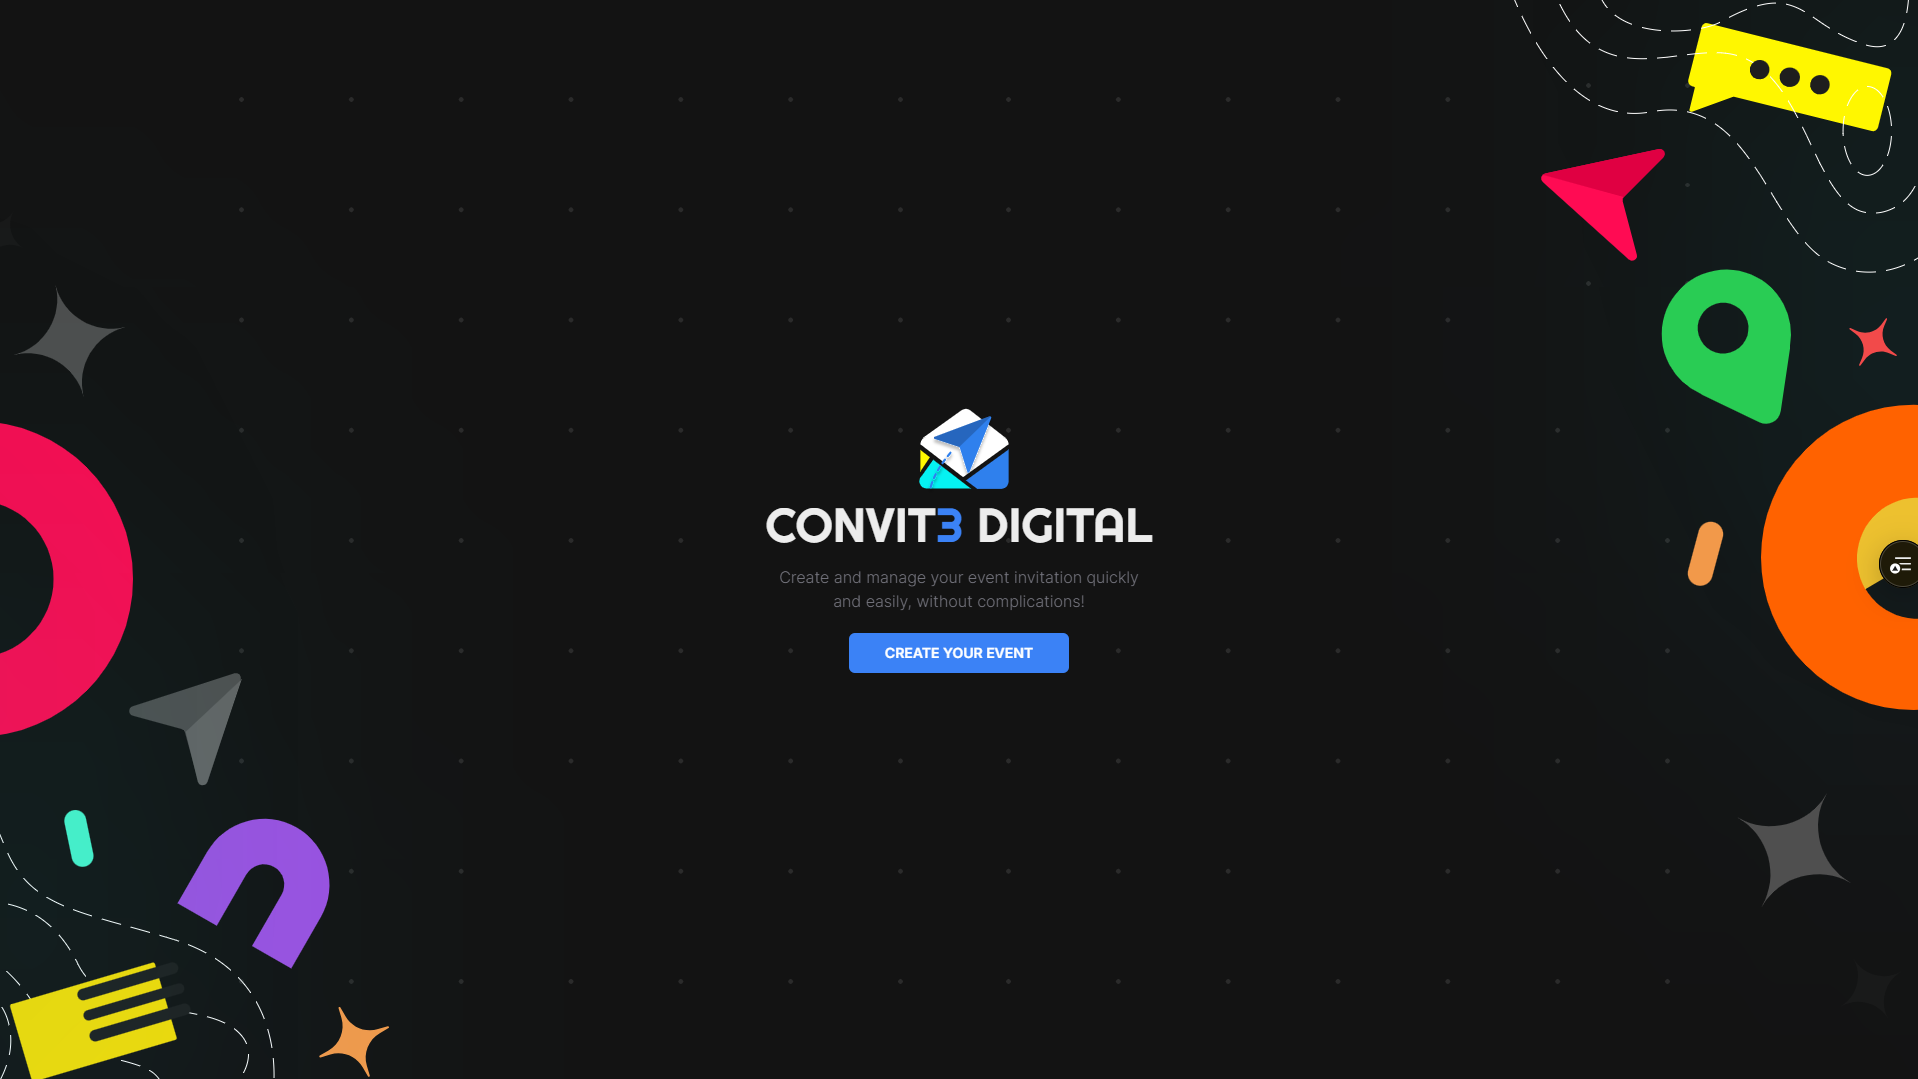 CONVIT3 DIGITAL
Create and manage your event invitation quickly
and easily, without complications!
CREATE YOUR EVENT